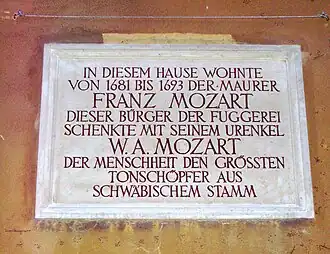 IN DIESEM HAUSE WOHNTE
VON 1681 BIS 1693 DER MAURER
FRANZ MOZART
DIESER BÜRGER DER FUGGEREI
SCHENKTE MIT SEINEM URENKEL
W. A. MOZART
DER MENSCHHEIT DEN GRÖSSTEN
TONSCHÖPFER AUS
SCHWÄBISCHEM STAMM